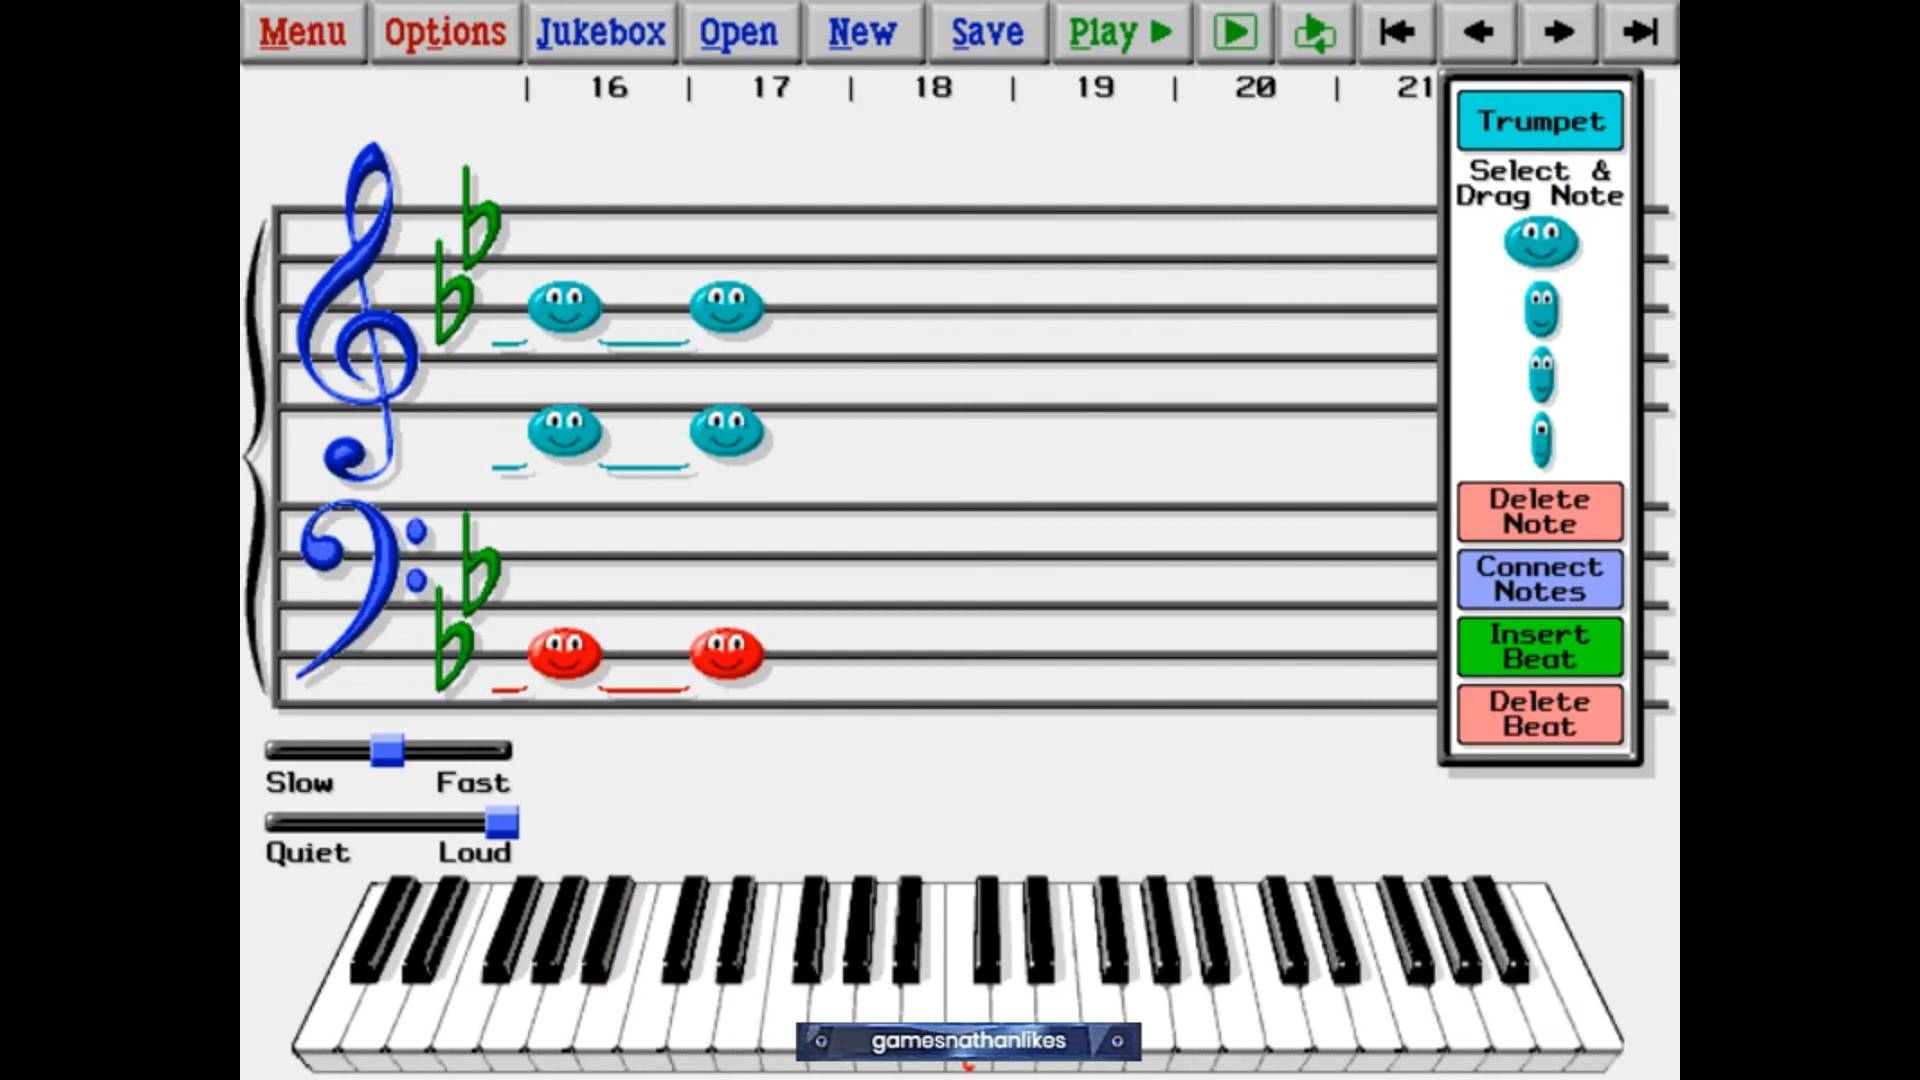 Menu Options Jukebox Open New Save Play
| 16 | 17 | 18 | 19 | 20 | 21
Trumpet
Select &
Drag Note
Delete
Note
Connect
Notes
Insert
Beat
Delete
Beat
Slow Fast
Quiet Loud
gamesnathanlikes